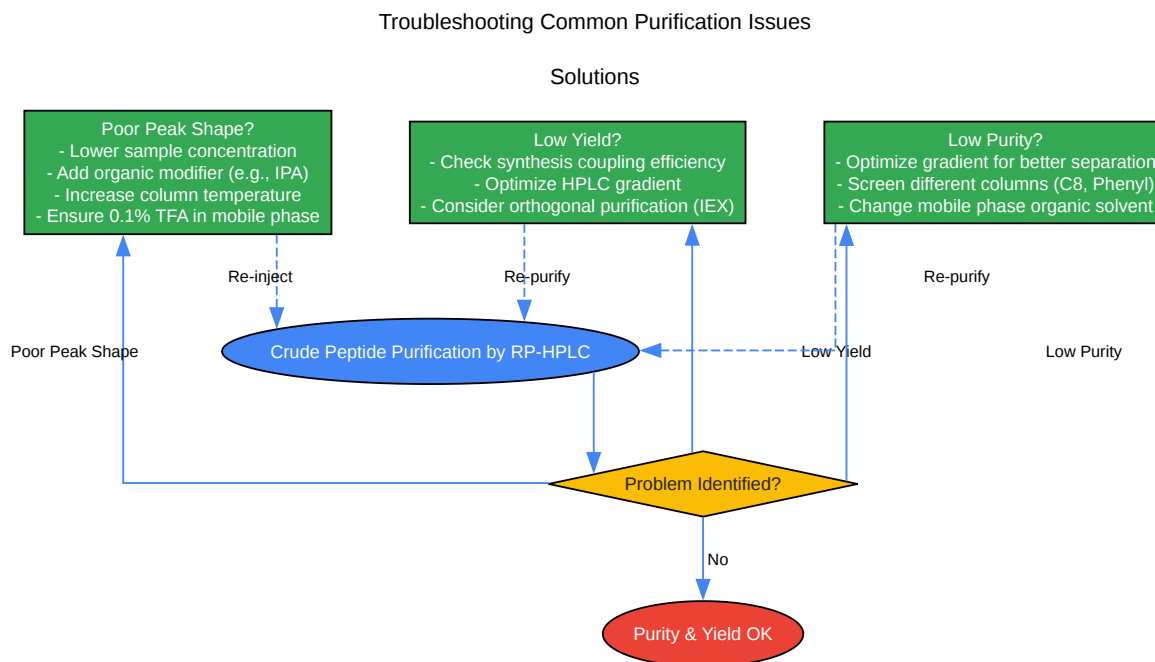 Troubleshooting Common Purification Issues
Solutions
Poor Peak Shape?
- Lower sample concentration
- Add organic modifier (e.g., IPA)
- Increase column temperature
- Ensure 0.1% TFA in mobile phase
Low Yield?
- Check synthesis coupling efficiency
- Optimize HPLC gradient
- Consider orthogonal purification (IEX)
Low Purity?
- Optimize gradient for better separation
- Screen different columns (C8, Phenyl)
- Change mobile phase organic solvent
Re-inject
Re-purify
Re-purify
Poor Peak Shape
Crude Peptide Purification by RP-HPLC
Low Yield
Low Purity
Problem Identified?
No
Purity & Yield OK